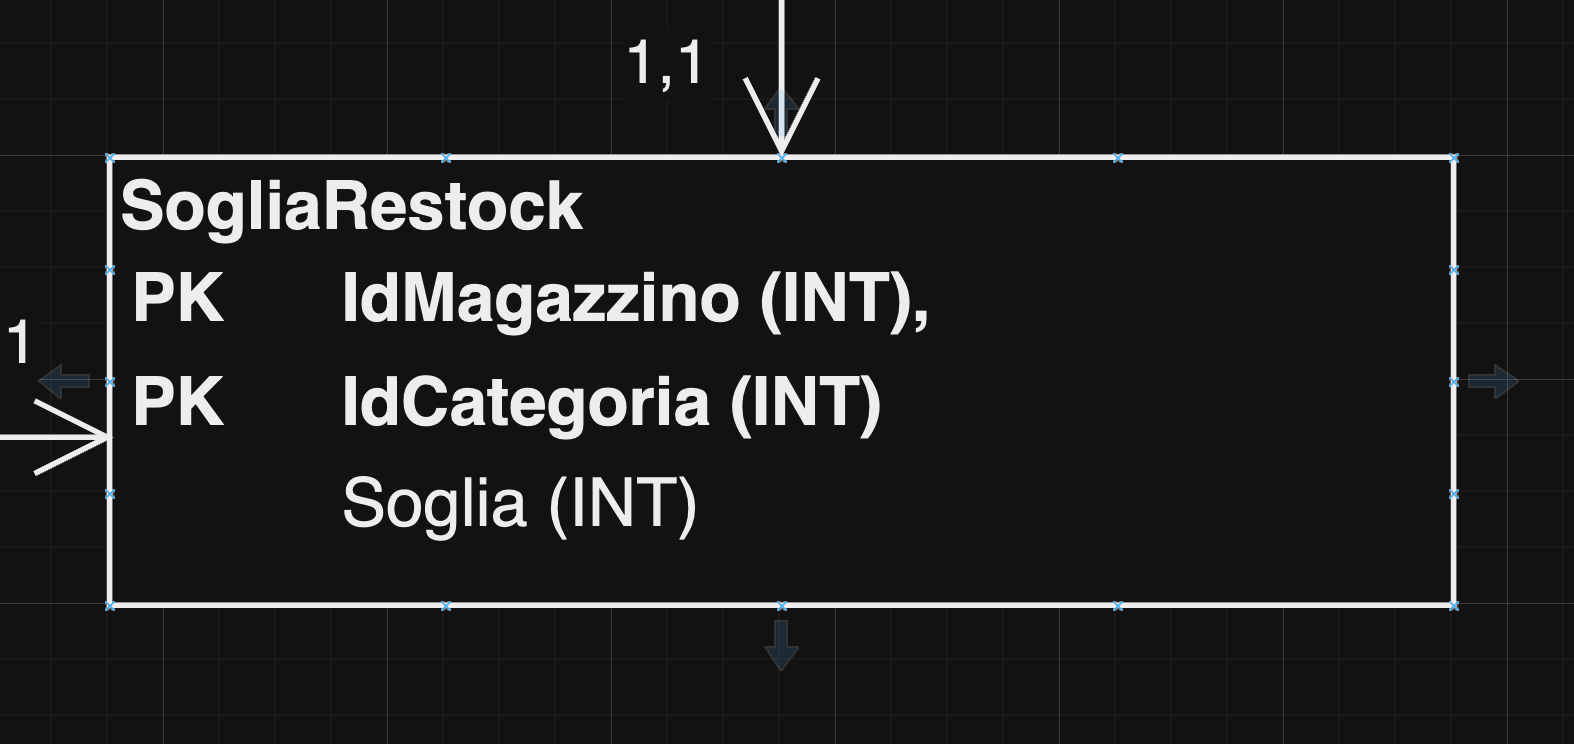 1,1
SogliaRestock
PK IdMagazzino (INT),
1
PK IdCategoria (INT)
Soglia (INT)